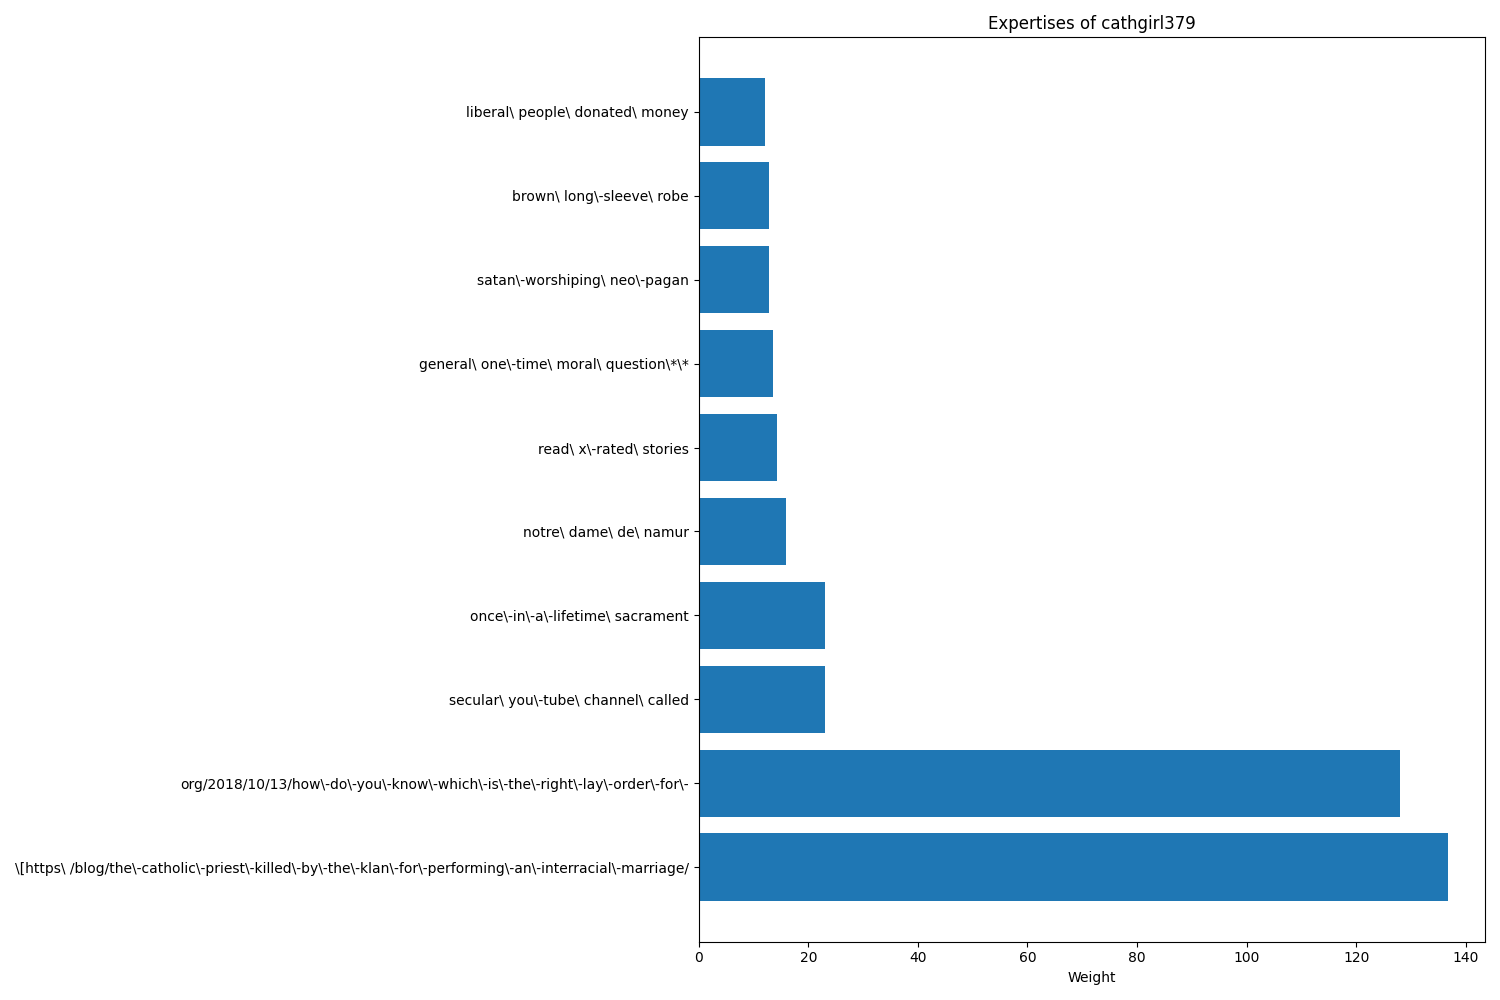 Expertises of cathgirl379
liberal\ people\ donated\ money
brown\ long\-sleeve\ robe
satan\-worshiping\ neo\-pagan
general\ one\-time\ moral\ question\*\*
read\ x\-rated\ stories
notre\ dame\ de\ namur
once\-in\-a\-lifetime\ sacrament
secular\ you\-tube\ channel\ called
org/2018/10/13/how\-do\-you\-know\-which\-is\-the\-right\-lay\-order\-for\-
\[https\ /blog/the\-catholic\-priest\-killed\-by\-the\-klan\-for\-performing\-an\-interracial\-marriage/
0 20 40 60 80 100 120 140
Weight